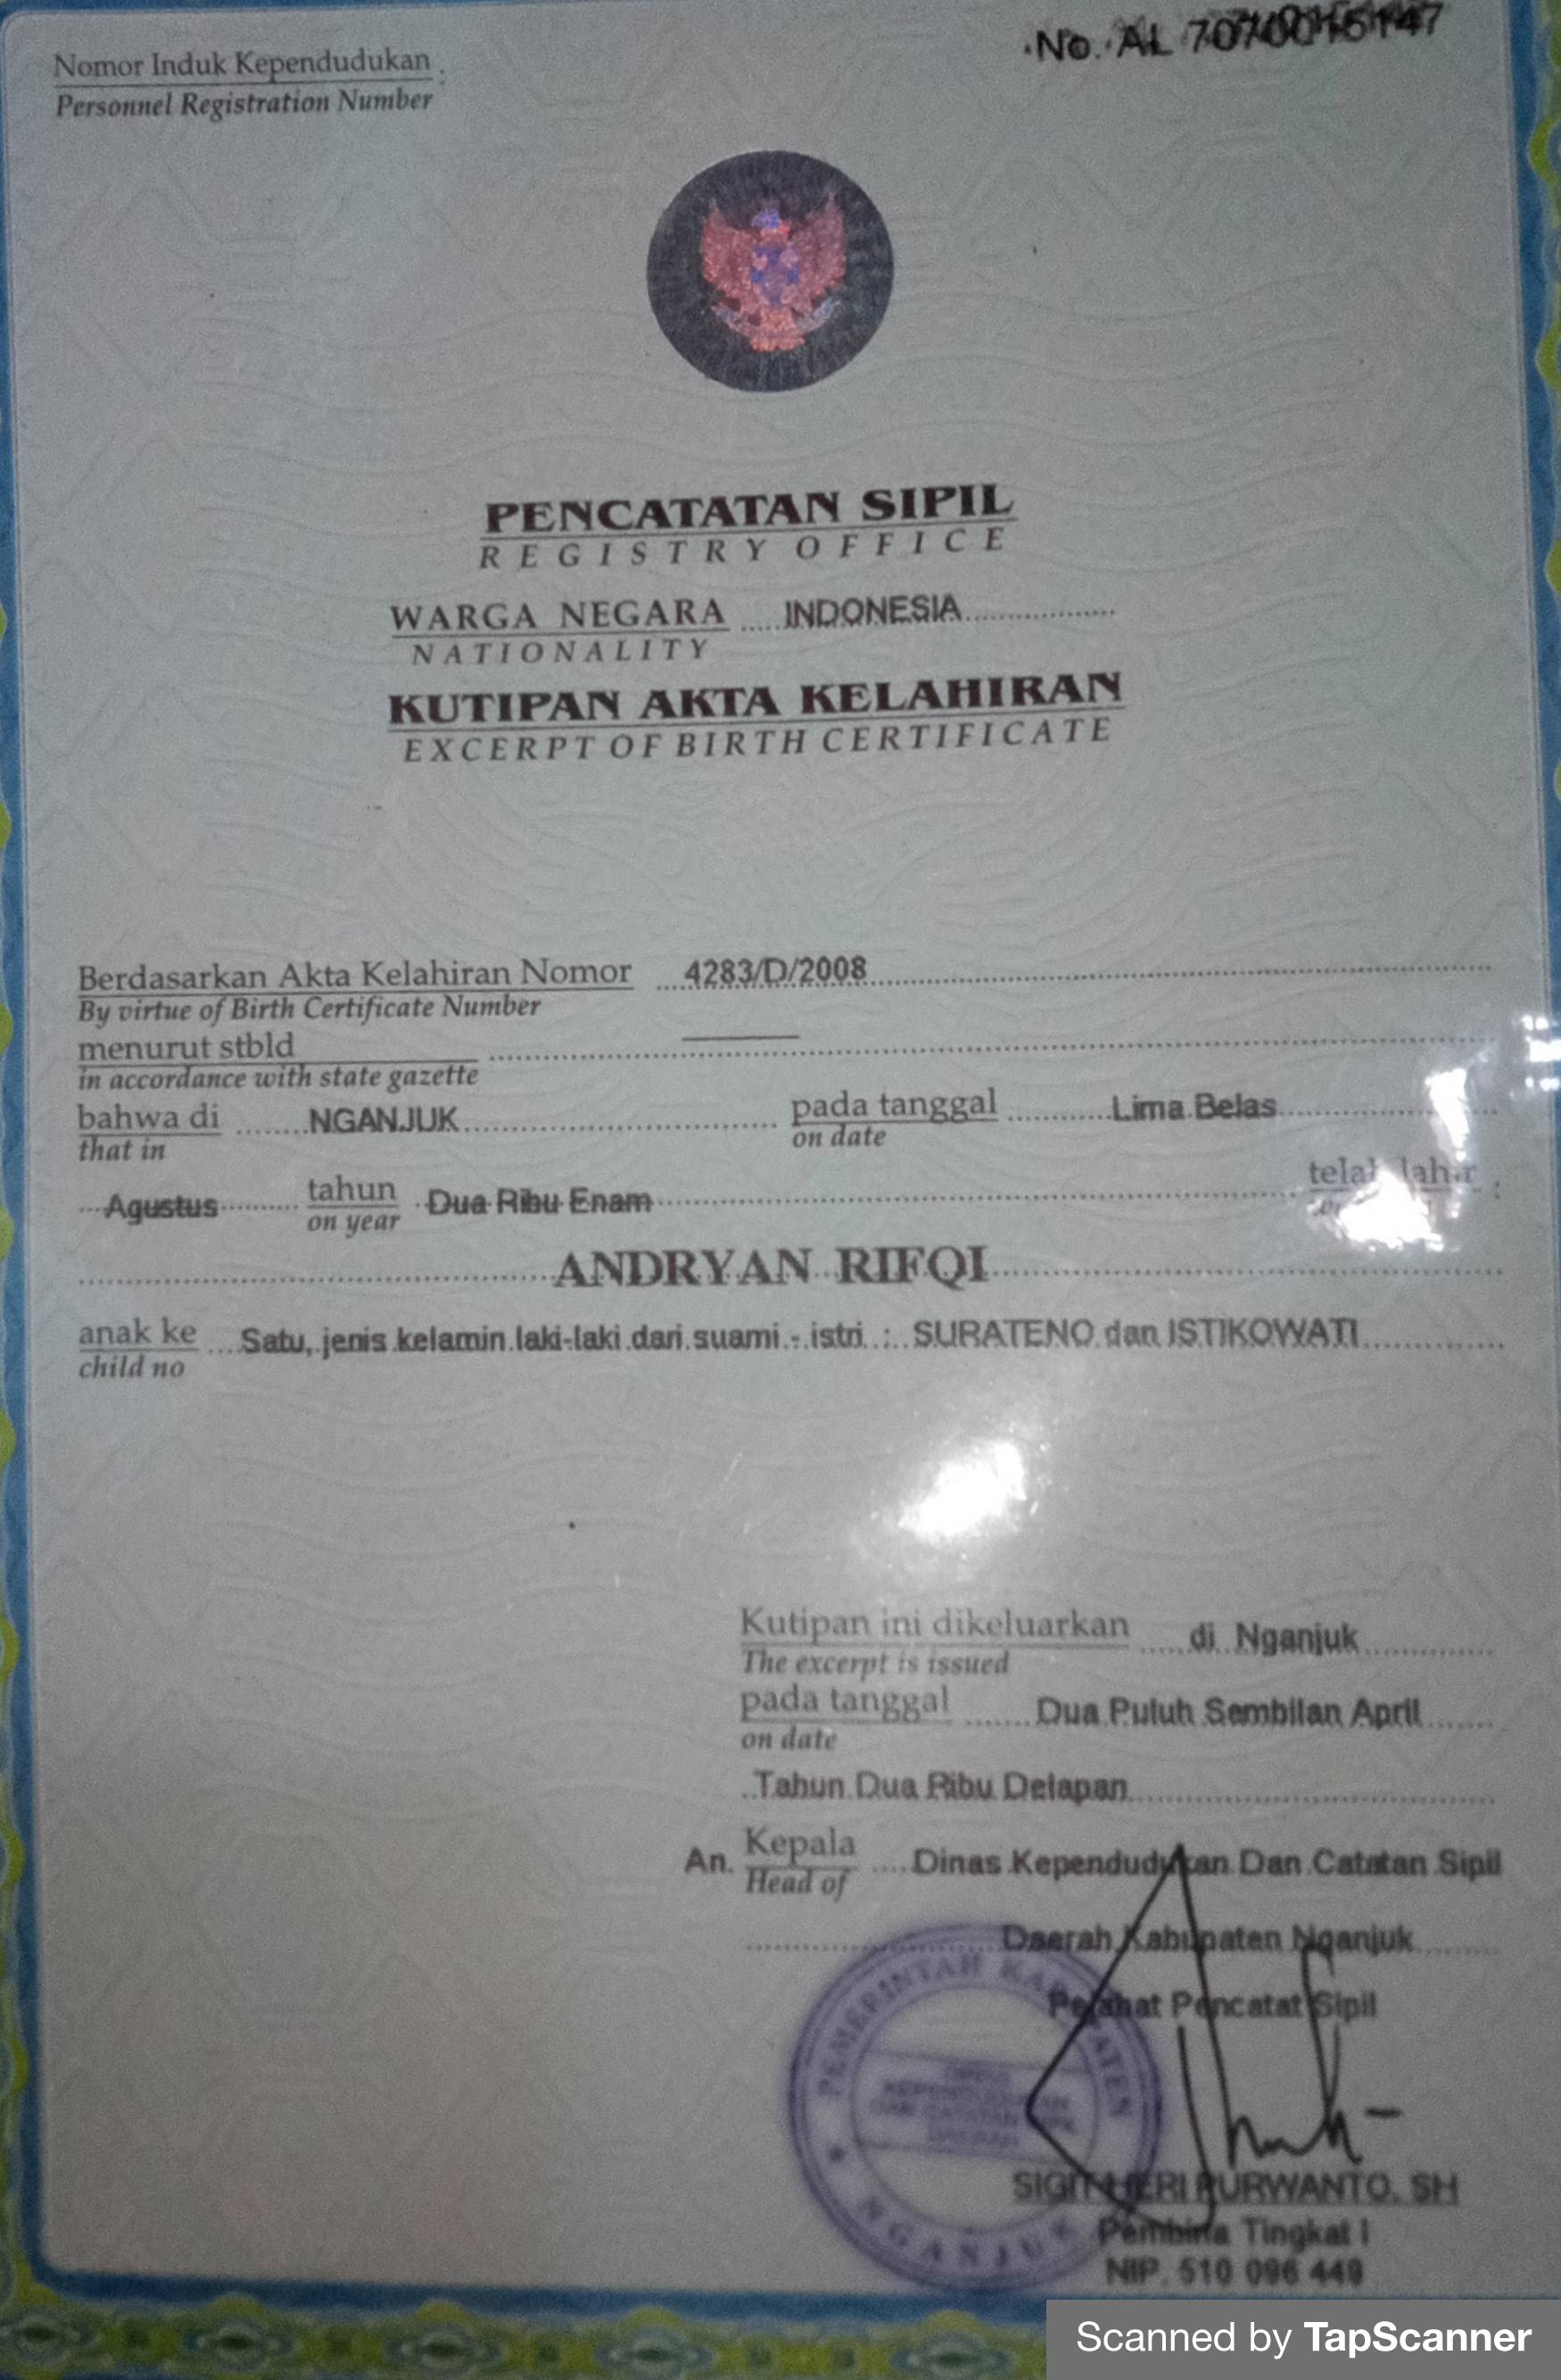 Nomor Induk Kependudukan :
Personnel Registration Number
No. AL
PENCATATAN SIPIL
REGISTRY OFFICE
WARGA NEGARA INDONESIA
NATIONALITY
KUTIPAN AKTA KELAHIRAN
EXCERPT OF BIRTH CERTIFICATE
Berdasarkan Akta Kelahiran Nomor 4283/D/2008
By virtue of Birth Certificate Number
menurut stbld
in accordance with state gazette
bahwa di NGANJUK pada tanggal Lima Belas
that in on date
Agustus tahun Dua Ribu Enam telah lahir :
on year
ANDRYAN RIFQI
anak ke Satu, jenis kelamin laki-laki dari suami - istri : SURATENO dan ISTIKOWATI
child no
Kutipan ini dikeluarkan di Nganjuk
The excerpt is issued
pada tanggal Dua Puluh Sembilan April
on date
Tahun Dua Ribu Delapan
An. Kepala Dinas Kependudukan Dan Catatan Sipil
Head of
Daerah Kabupaten Nganjuk
Pejabat Pencatat Sipil
PEMERINTAH KABUPATEN
DINAS
KEPENDUDUKAN
DAN CATATAN SIPIL
DAERAH
NGANJUK
SIGIT HERI PURWANTO, SH
Pembina Tingkat I
NIP. 510 096 449
Scanned by TapScanner